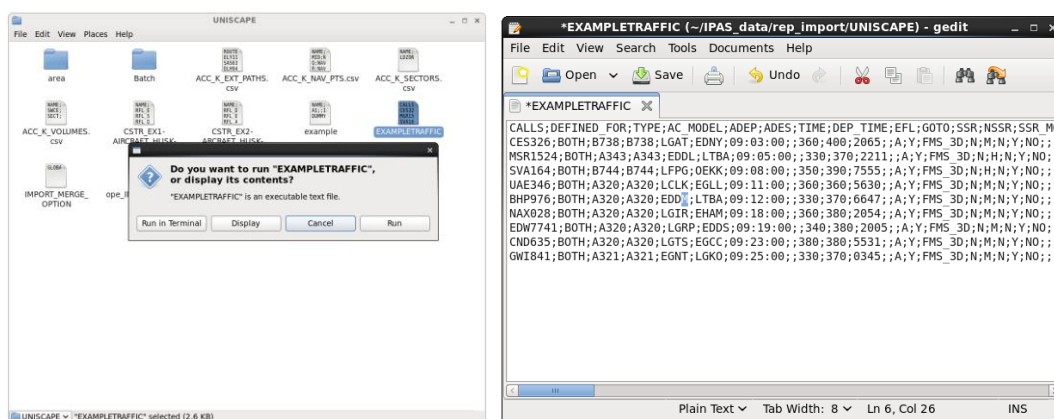 UNISCAPE
File Edit View Places Help
area
Batch
ACC_K_EXT_PATHS.
csv
ACC_K_NAV_PTS.csv
ACC_K_SECTORS.
csv
ACC_K_VOLUMES.
csv
CSTR_EX1-
AIRCRAFT_HUSK-
CSTR_EX2-
AIRCRAFT_HUSK-
example
EXAMPLETRAFFIC
IMPORT_MERGE_
OPTION
Do you want to run "EXAMPLETRAFFIC",
or display its contents?
"EXAMPLETRAFFIC" is an executable text file.
Run in Terminal Display Cancel Run
UNISCAPE "EXAMPLETRAFFIC" selected (2.6 KB)
*EXAMPLETRAFFIC (~/IPAS_data/rep_import/UNISCAPE) - gedit
File Edit View Search Tools Documents Help
Open Save Undo
*EXAMPLETRAFFIC
CALLS;DEFINED_FOR;TYPE;AC_MODEL;ADEP;ADES;TIME;DEP_TIME;EFL;GOTO;SSR;NSSR;SSR_M
CES326;BOTH;B738;B738;LGAT;EDNY;09:03:00;;360;400;2065;;A;Y;FMS_3D;N;M;N;Y;NO;;
MSR1524;BOTH;A343;A343;EDDL;LTBA;09:05:00;;330;370;2211;;A;Y;FMS_3D;N;H;N;Y;NO;
SVA164;BOTH;B744;B744;LFPG;OEKK;09:08:00;;350;390;7555;;A;Y;FMS_3D;N;H;N;Y;NO;;
UAE346;BOTH;A320;A320;LCLK;EGLL;09:11:00;;360;360;5630;;A;Y;FMS_3D;N;M;N;Y;NO;;
BHP976;BOTH;A320;A320;EDDM;LTBA;09:12:00;;330;370;6647;;A;Y;FMS_3D;N;M;N;Y;NO;;
NAX028;BOTH;A320;A320;LGIR;EHAM;09:18:00;;360;380;2054;;A;Y;FMS_3D;N;M;N;Y;NO;;
EDW7741;BOTH;A320;A320;LGRP;EDDS;09:19:00;;340;380;2005;;A;Y;FMS_3D;N;M;N;Y;NO;
CND635;BOTH;A320;A320;LGTS;EGCC;09:23:00;;380;380;5531;;A;Y;FMS_3D;N;M;N;Y;NO;;
GWI841;BOTH;A321;A321;EGNT;LGKO;09:25:00;;330;370;0345;;A;Y;FMS_3D;N;M;N;Y;NO;;
Plain Text Tab Width: 8 Ln 6, Col 26 INS